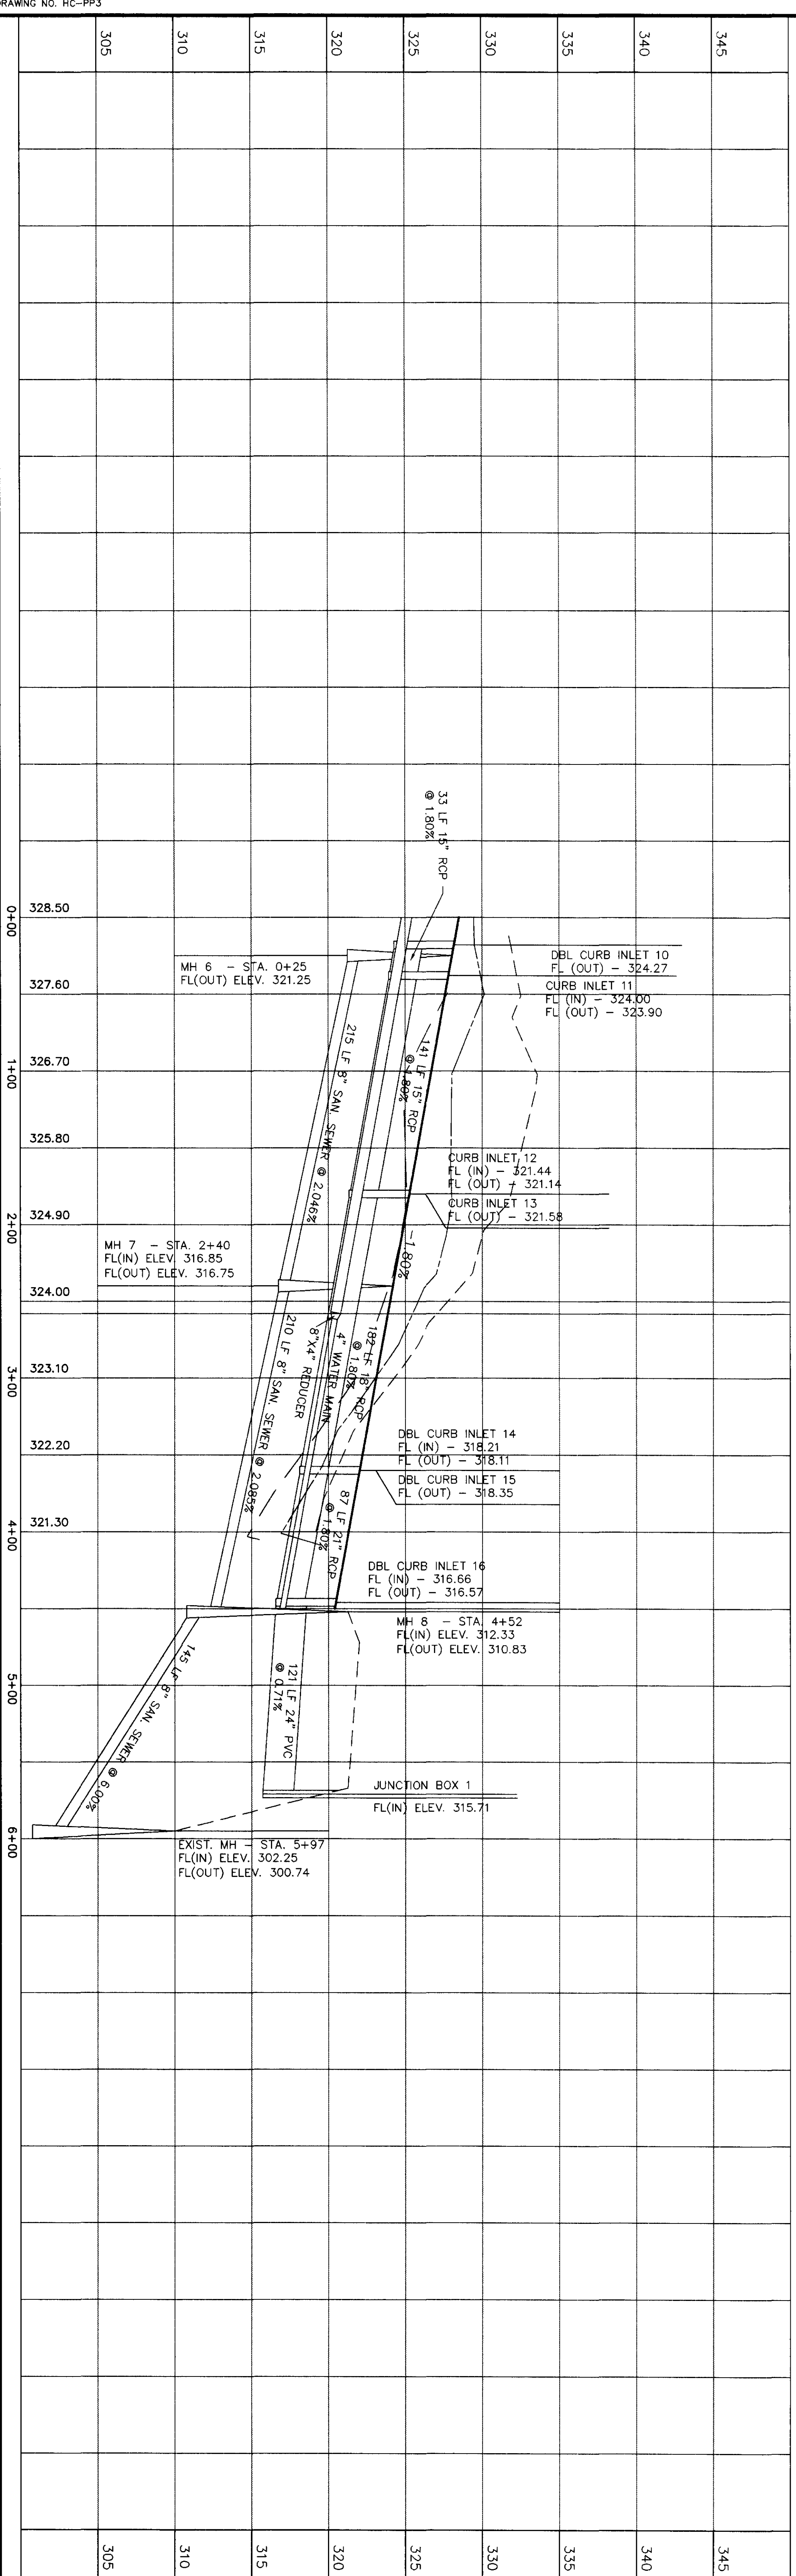 DRAWING NO. HC-PP3
305
310
315
320
325
330
335
340
345
33 LF 15" RCP
@ 1.80%
0+00
328.50
DBL CURB INLET 10
FL (OUT) - 324.27
MH 6 - STA. 0+25
FL(OUT) ELEV. 321.25
CURB INLET 11
FL (IN) - 324.00
FL (OUT) - 323.90
327.60
215 LF 8" SAN. SEWER @ 2.046%
141 LF 15" RCP
@ 1.80%
1+00
326.70
325.80
CURB INLET 12
FL (IN) - 321.44
FL (OUT) - 321.14
CURB INLET 13
FL (OUT) - 321.58
2+00
324.90
-1.80%
MH 7 - STA. 2+40
FL(IN) ELEV. 316.85
FL(OUT) ELEV. 316.75
324.00
210 LF 8" SAN. SEWER @ 2.085%
8"X4" REDUCER
4" WATER MAIN
182 LF 18" RCP
@ 1.80%
3+00
323.10
DBL CURB INLET 14
FL (IN) - 318.21
FL (OUT) - 318.11
322.20
DBL CURB INLET 15
FL (OUT) - 318.35
87 LF 21" RCP
@ 1.80%
4+00
321.30
DBL CURB INLET 16
FL (IN) - 316.66
FL (OUT) - 316.57
MH 8 - STA. 4+52
FL(IN) ELEV. 312.33
FL(OUT) ELEV. 310.83
145 LF 8" SAN. SEWER @ 6.00%
121 LF 24" PVC
@ 0.71%
5+00
JUNCTION BOX 1
FL(IN) ELEV. 315.71
6+00
EXIST. MH - STA. 5+97
FL(IN) ELEV. 302.25
FL(OUT) ELEV. 300.74
305
310
315
320
325
330
335
340
345